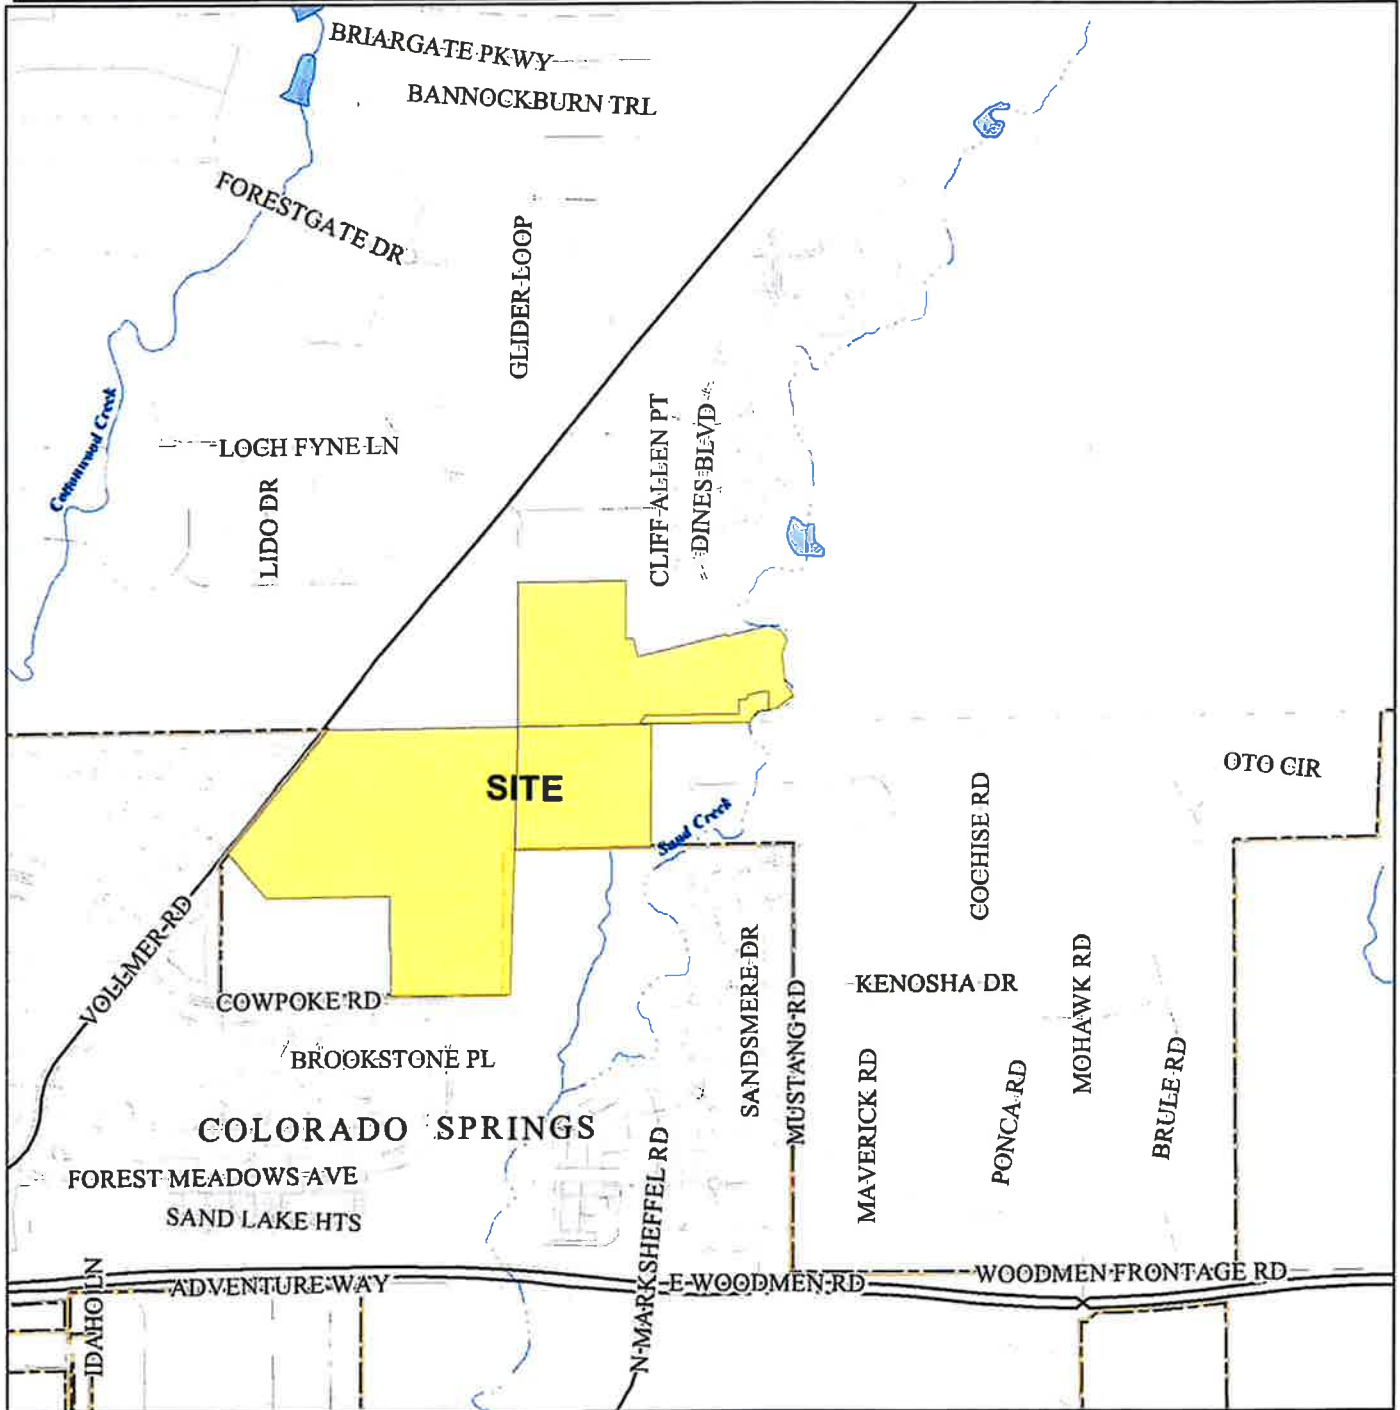 BRIARGATE PKWY
BANNOCKBURN TRL
FORESTGATE DR
GLIDER LOOP
Cottonwood Creek
LOCH FYNE LN
LIDO DR
CLIFF ALLEN PT
DINES BLVD
SITE
OTO CIR
Sand Creek
COCHISE RD
VOLLMER RD
COWPOKE RD
SANDSMERE DR
MUSTANG RD
KENOSHA DR
MOHAWK RD
BROOKSTONE PL
MAVERICK RD
PONCA RD
BRULE RD
COLORADO SPRINGS
FOREST MEADOWS AVE
SAND LAKE HTS
N MARKSHEFFEL RD
IDAHO LN
ADVENTURE WAY
E WOODMEN RD
WOODMEN FRONTAGE RD